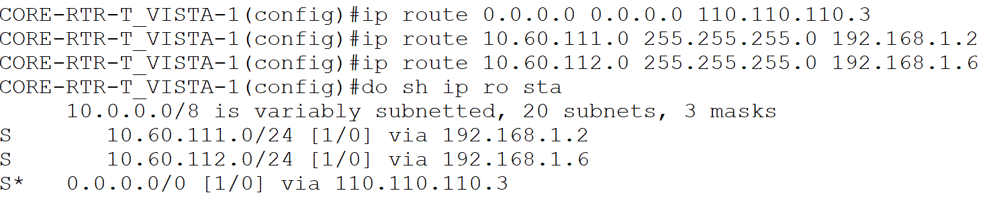 CORE-RTR-T_VISTA-1(config)#ip route 0.0.0.0 0.0.0.0 110.110.110.3
CORE-RTR-T_VISTA-1(config)#ip route 10.60.111.0 255.255.255.0 192.168.1.2
CORE-RTR-T_VISTA-1(config)#ip route 10.60.112.0 255.255.255.0 192.168.1.6
CORE-RTR-T_VISTA-1(config)#do sh ip ro sta
     10.0.0.0/8 is variably subnetted, 20 subnets, 3 masks
S       10.60.111.0/24 [1/0] via 192.168.1.2
S       10.60.112.0/24 [1/0] via 192.168.1.6
S*   0.0.0.0/0 [1/0] via 110.110.110.3